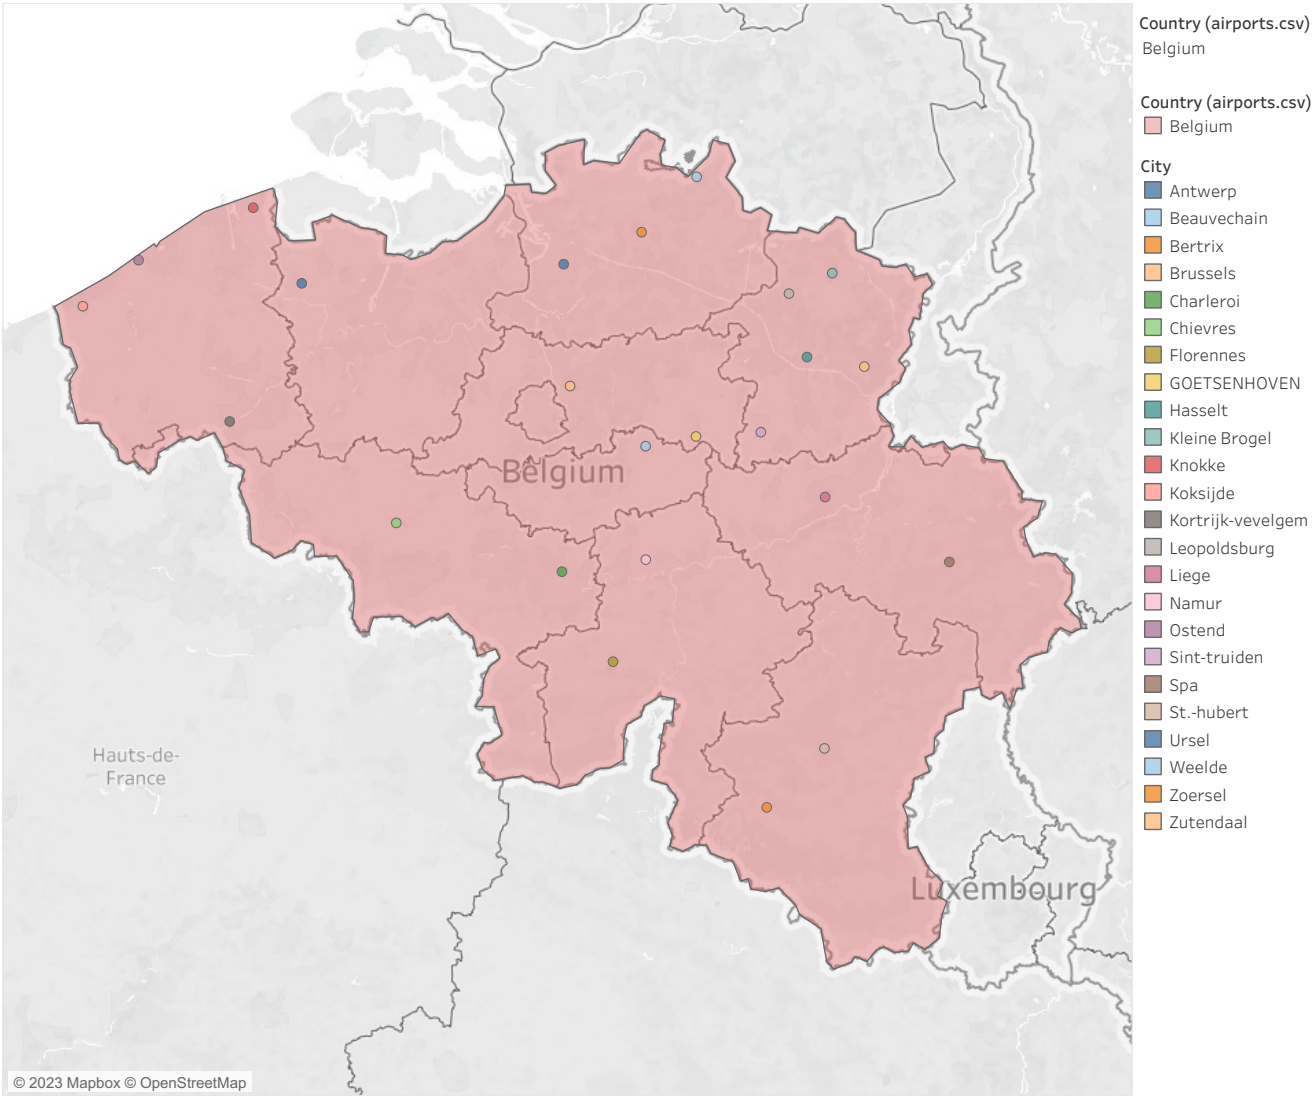 Belgium
Hauts-de-
France
Luxembourg
© 2023 Mapbox © OpenStreetMap
Country (airports.csv)
Belgium
Country (airports.csv)
Belgium
City
Antwerp
Beauvechain
Bertrix
Brussels
Charleroi
Chievres
Florennes
GOETSENHOVEN
Hasselt
Kleine Brogel
Knokke
Koksijde
Kortrijk-vevelgem
Leopoldsburg
Liege
Namur
Ostend
Sint-truiden
Spa
St.-hubert
Ursel
Weelde
Zoersel
Zutendaal